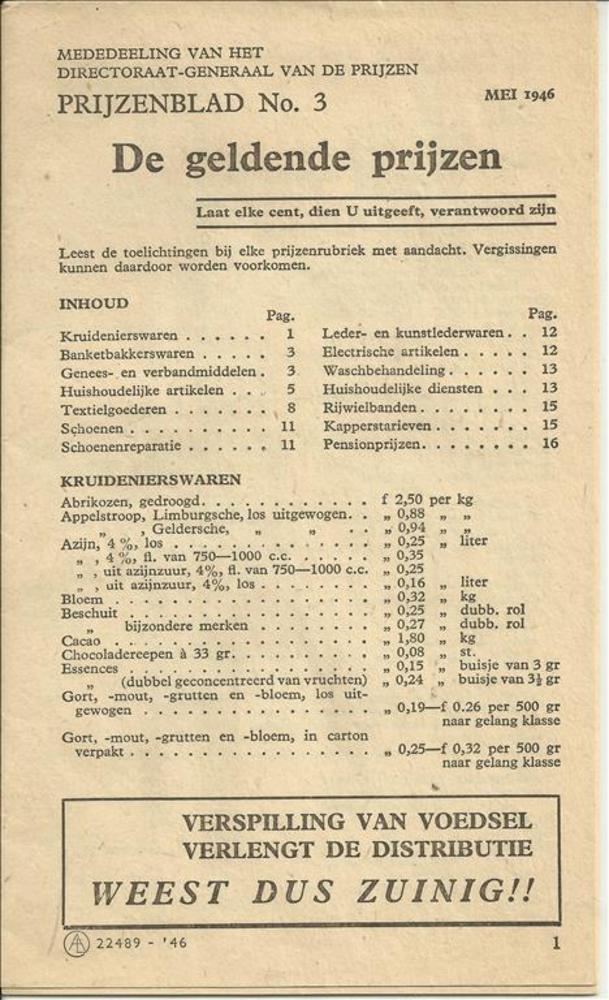 MEDEDEELING VAN HET
DIRECTORAAT-GENERAAL VAN DE PRIJZEN
PRIJZENBLAD No. 3
MEI 1946
De geldende prijzen
Laat elke cent, dien U uitgeeft, verantwoord zijn
Leest de toelichtingen bij elke prijzenrubriek met aandacht. Vergissingen
kunnen daardoor worden voorkomen.
INHOUD
Pag.
Kruidenierswaren . . . . . . 1
Banketbakkerswaren . . . . . 3
Genees- en verbandmiddelen . 3
Huishoudelijke artikelen . . . 5
Textielgoederen . . . . . . . 8
Schoenen . . . . . . . . . . 11
Schoenenreparatie . . . . . . 11
Pag.
Leder- en kunstlederwaren . . 12
Electrische artikelen . . . . . 12
Waschbehandeling . . . . . . 13
Huishoudelijke diensten . . . 13
Rijwielbanden . . . . . . . . 15
Kapperstarieven . . . . . . . 15
Pensionprijzen . . . . . . . . 16
KRUIDENIERSWAREN
Abrikozen, gedroogd. . . . . . . . . . . . . f 2,50 per kg
Appelstroop, Limburgsche, los uitgewogen. . „ 0,88 „ „
„ , Geldersche, „ „ . . „ 0,94 „ „
Azijn, 4 %, los . . . . . . . . . . . . . . „ 0,25 „ liter
„ , 4 %, fl. van 750—1000 c.c. . . . . . „ 0,35
„ , uit azijnzuur, 4%, fl. van 750—1000 c.c. „ 0,25
„ , uit azijnzuur, 4%, los . . . . . . . . „ 0,16 „ liter
Bloem . . . . . . . . . . . . . . . . . . „ 0,32 „ kg
Beschuit . . . . . . . . . . . . . . . . . „ 0,25 „ dubb. rol
„ bijzondere merken . . . . . . . . . „ 0,27 „ dubb. rol
Cacao . . . . . . . . . . . . . . . . . . „ 1,80 „ kg
Chocoladereepen à 33 gr. . . . . . . . . . . „ 0,08 „ st.
Essences . . . . . . . . . . . . . . . . . „ 0,15 „ buisje van 3 gr
„ (dubbel geconcentreerd van vruchten) „ 0,24 „ buisje van 3½ gr
Gort, -mout, -grutten en -bloem, los uit-
gewogen . . . . . . . . . . . . . . . „ 0,19—f 0.26 per 500 gr
naar gelang klasse
Gort, -mout, -grutten en -bloem, in carton
verpakt . . . . . . . . . . . . . . . . „ 0,25—f 0,32 per 500 gr
naar gelang klasse
VERSPILLING VAN VOEDSEL
VERLENGT DE DISTRIBUTIE
WEEST DUS ZUINIG!!
22489 - '46
1